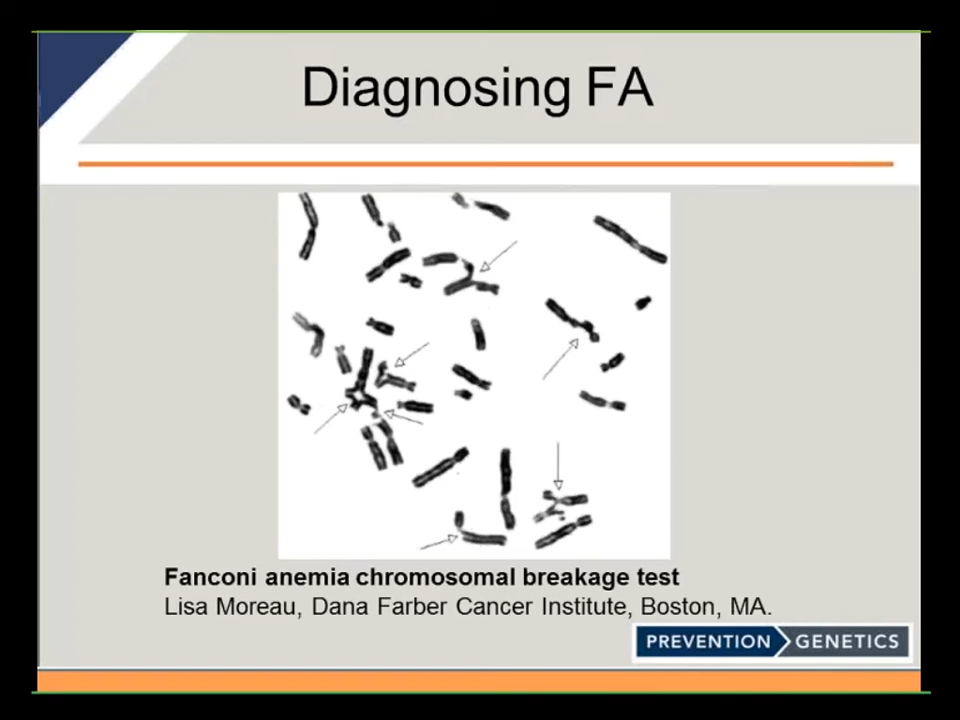 Diagnosing FA
Fanconi anemia chromosomal breakage test
Lisa Moreau, Dana Farber Cancer Institute, Boston, MA.
PREVENTION GENETICS